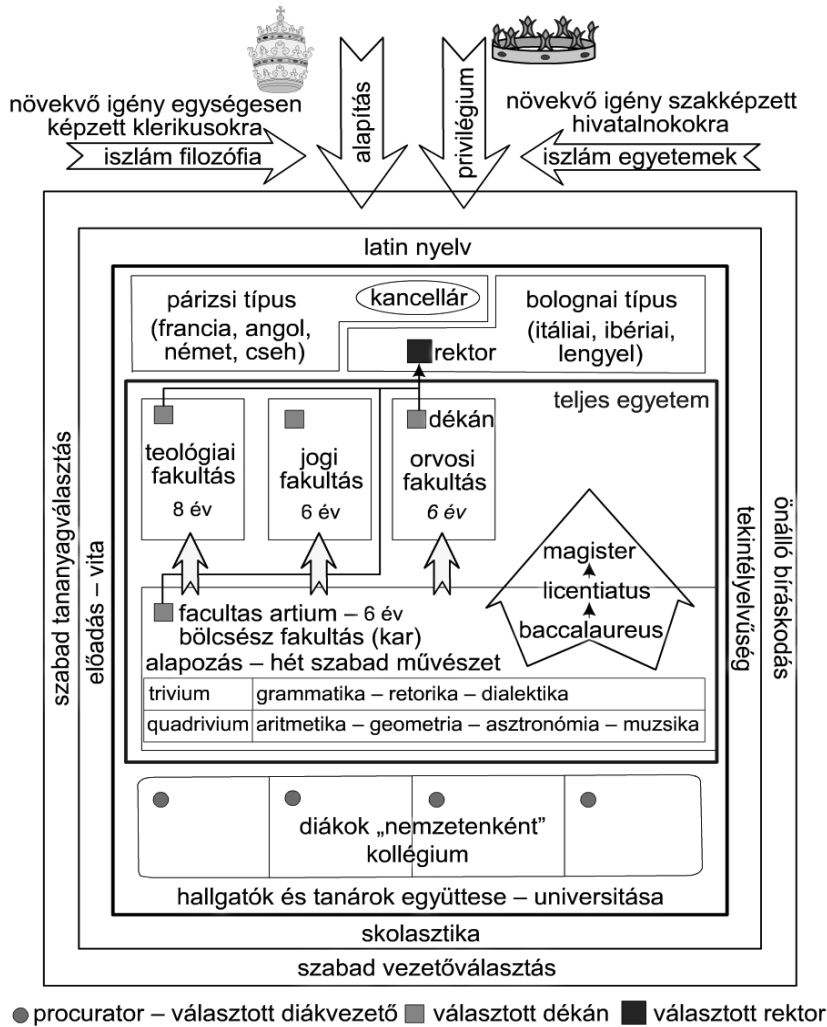 növekvő igény egységesen
képzett klerikusokra
iszlám filozófia
alapítás
privilégium
növekvő igény szakképzett
hivatalnokokra
iszlám egyetemek
latin nyelv
párizsi típus
(francia, angol,
német, cseh)
kancellár
bolognai típus
(itáliai, ibériai,
lengyel)
rektor
teljes egyetem
teológiai
fakultás
8 év
jogi
fakultás
6 év
dékán
orvosi
fakultás
6 év
magister
licentiatus
baccalaureus
facultas artium – 6 év
bölcsész fakultás (kar)
alapozás – hét szabad művészet
trivium
grammatika – retorika – dialektika
quadrivium
aritmetika – geometria – asztronómia – muzsika
szabad tananyagválasztás
előadás – vita
tekintélyelvűség
önálló bíráskodás
diákok „nemzetenként”
kollégium
hallgatók és tanárok együttese – universitása
skolasztika
szabad vezetőválasztás
procurator – választott diákvezető
választott dékán
választott rektor